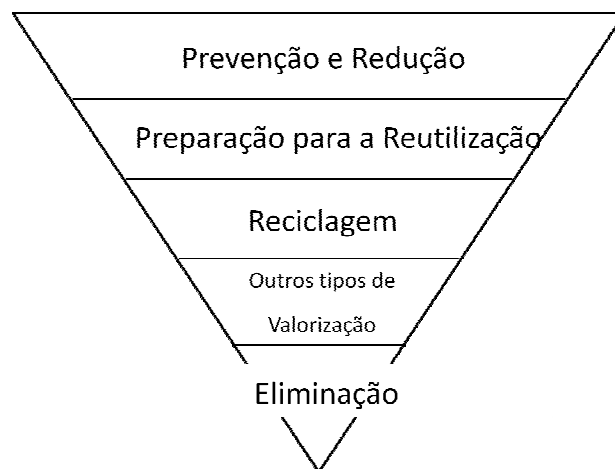 Prevenção e Redução
Preparação para a Reutilização
Reciclagem
Outros tipos de
Valorização
Eliminação